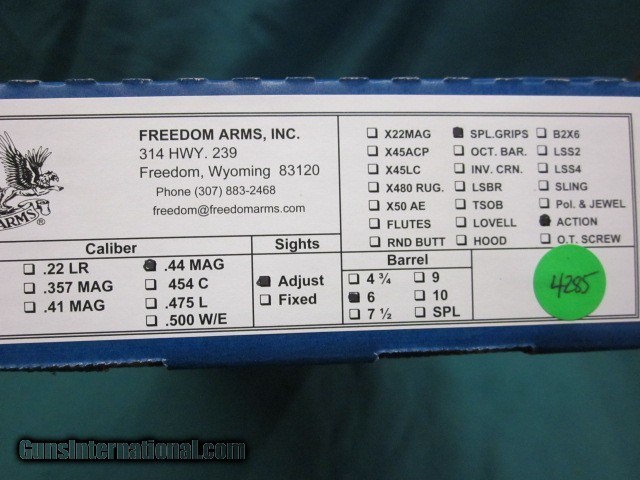 FREEDOM ARMS, INC.
314 HWY. 239
Freedom, Wyoming 83120
Phone (307) 883-2468
freedom@freedomarms.com
ARMS®
X22MAG SPL.GRIPS B2X6
X45ACP OCT. BAR. LSS2
X45LC INV. CRN. LSS4
X480 RUG. LSBR SLING
X50 AE TSOB Pol. & JEWEL
FLUTES LOVELL ACTION
RND BUTT HOOD O.T. SCREW
Caliber
.22 LR .44 MAG
.357 MAG 454 C
.41 MAG .475 L
.500 W/E
Sights
Adjust
Fixed
Barrel
4 ¾ 9
6 10
7 ½ SPL
4285
GunsInternational.com